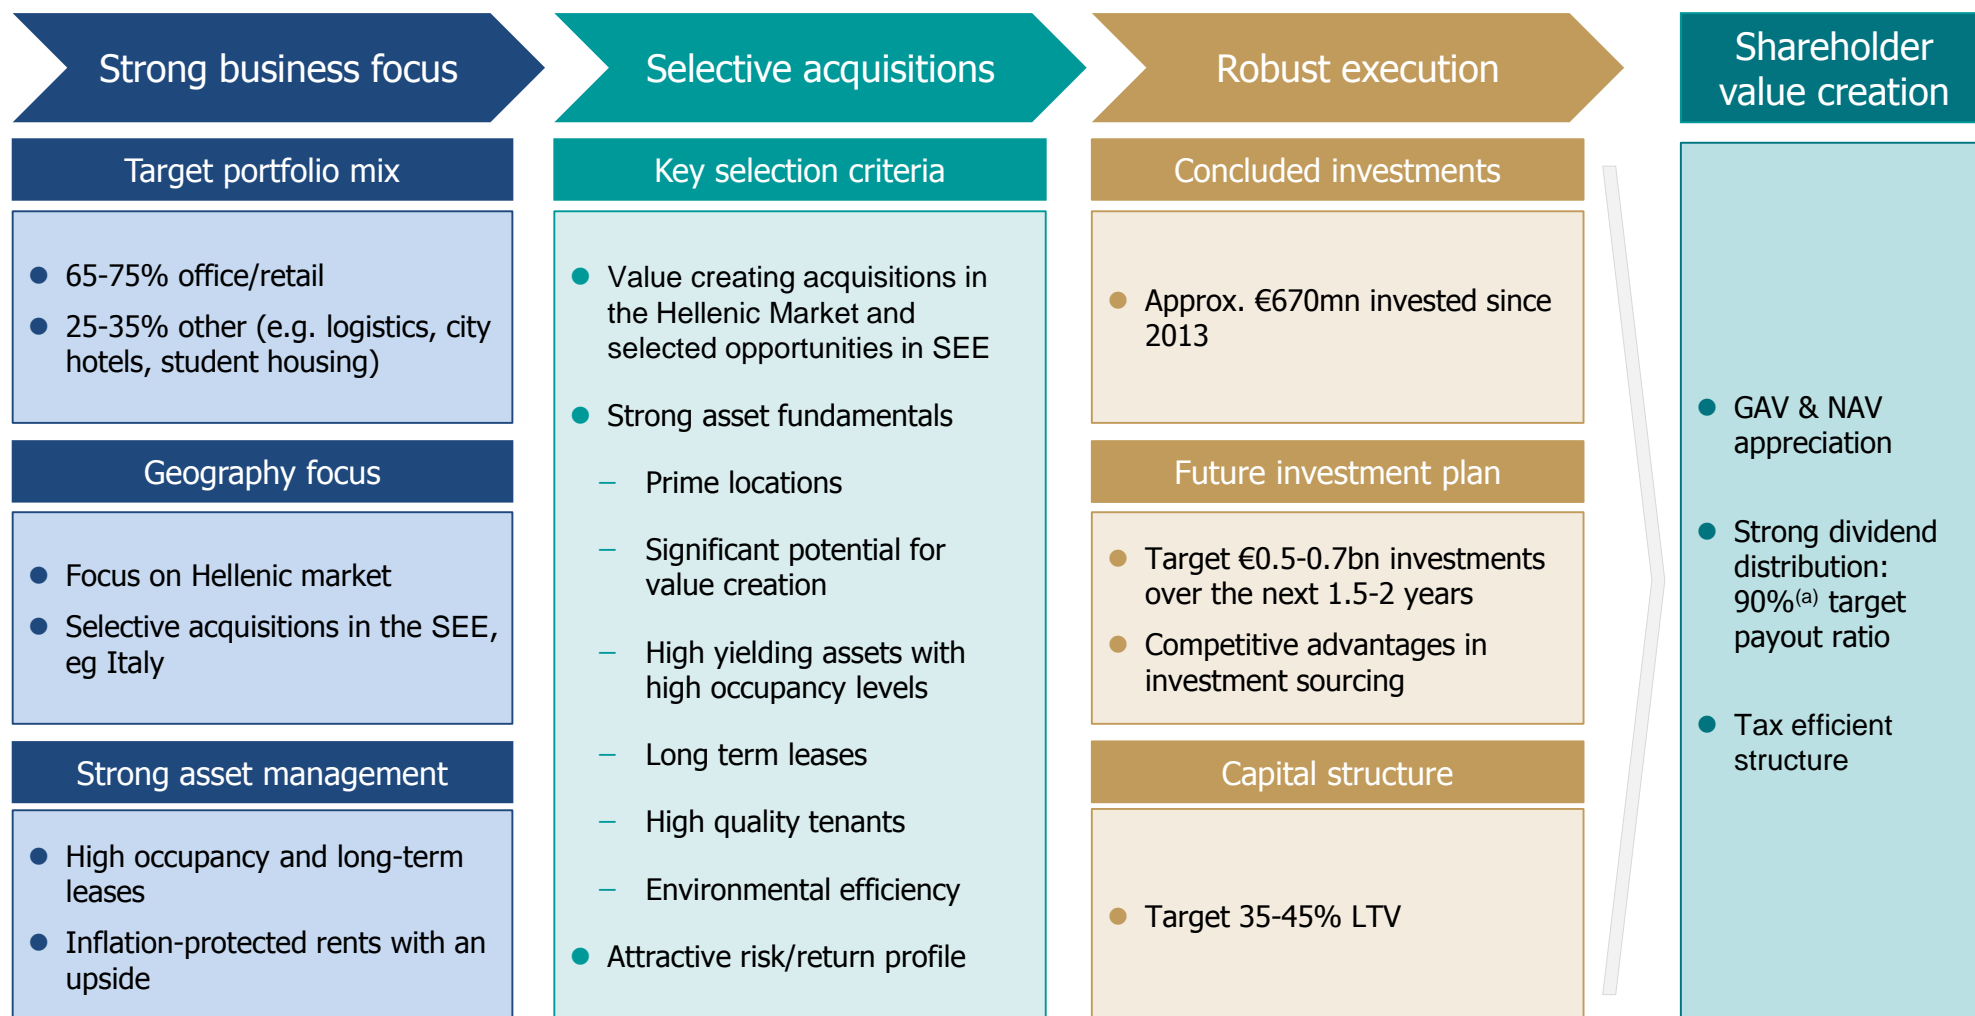 Strong business focus
Target portfolio mix
● 65-75% office/retail
● 25-35% other (e.g. logistics, city
hotels, student housing)
Geography focus
● Focus on Hellenic market
● Selective acquisitions in the SEE,
eg Italy
Strong asset management
● High occupancy and long-term
leases
● Inflation-protected rents with an
upside
Selective acquisitions
Key selection criteria
● Value creating acquisitions in
the Hellenic Market and
selected opportunities in SEE
● Strong asset fundamentals
– Prime locations
– Significant potential for
value creation
– High yielding assets with
high occupancy levels
– Long term leases
– High quality tenants
– Environmental efficiency
● Attractive risk/return profile
Robust execution
Concluded investments
● Approx. €670mn invested since
2013
Future investment plan
● Target €0.5-0.7bn investments
over the next 1.5-2 years
● Competitive advantages in
investment sourcing
Capital structure
● Target 35-45% LTV
Shareholder
value creation
● GAV & NAV
appreciation
● Strong dividend
distribution:
90%(a) target
payout ratio
● Tax efficient
structure